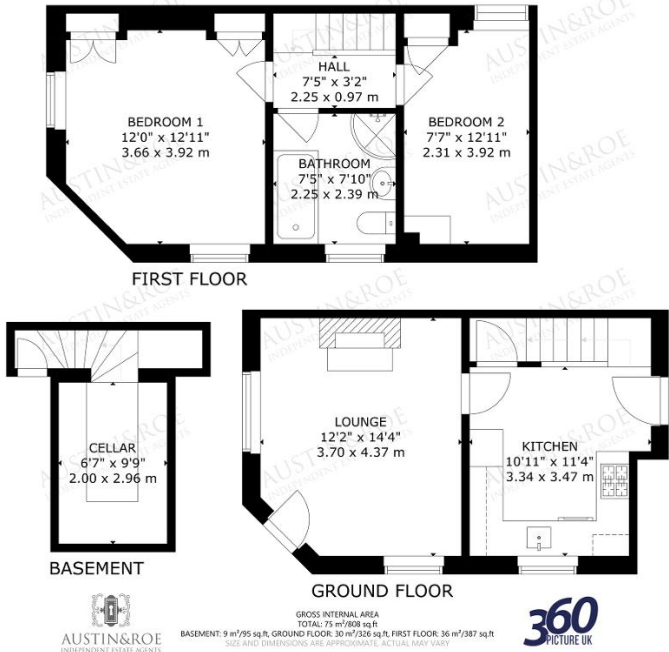 BEDROOM 1
12'0" x 12'11"
3.66 x 3.92 m
HALL
7'5" x 3'2"
2.25 x 0.97 m
BATHROOM
7'5" x 7'10"
2.25 x 2.39 m
BEDROOM 2
7'7" x 12'11"
2.31 x 3.92 m
FIRST FLOOR
CELLAR
6'7" x 9'9"
2.00 x 2.96 m
BASEMENT
LOUNGE
12'2" x 14'4"
3.70 x 4.37 m
KITCHEN
10'11" x 11'4"
3.34 x 3.47 m
GROUND FLOOR
GROSS INTERNAL AREA
TOTAL: 75 m²/808 sq.ft
BASEMENT: 9 m²/95 sq.ft, GROUND FLOOR: 30 m²/326 sq.ft, FIRST FLOOR: 36 m²/387 sq.ft
SIZE AND DIMENSIONS ARE APPROXIMATE, ACTUAL MAY VARY
AUSTIN&ROE
INDEPENDENT ESTATE AGENTS
360
PICTURE UK